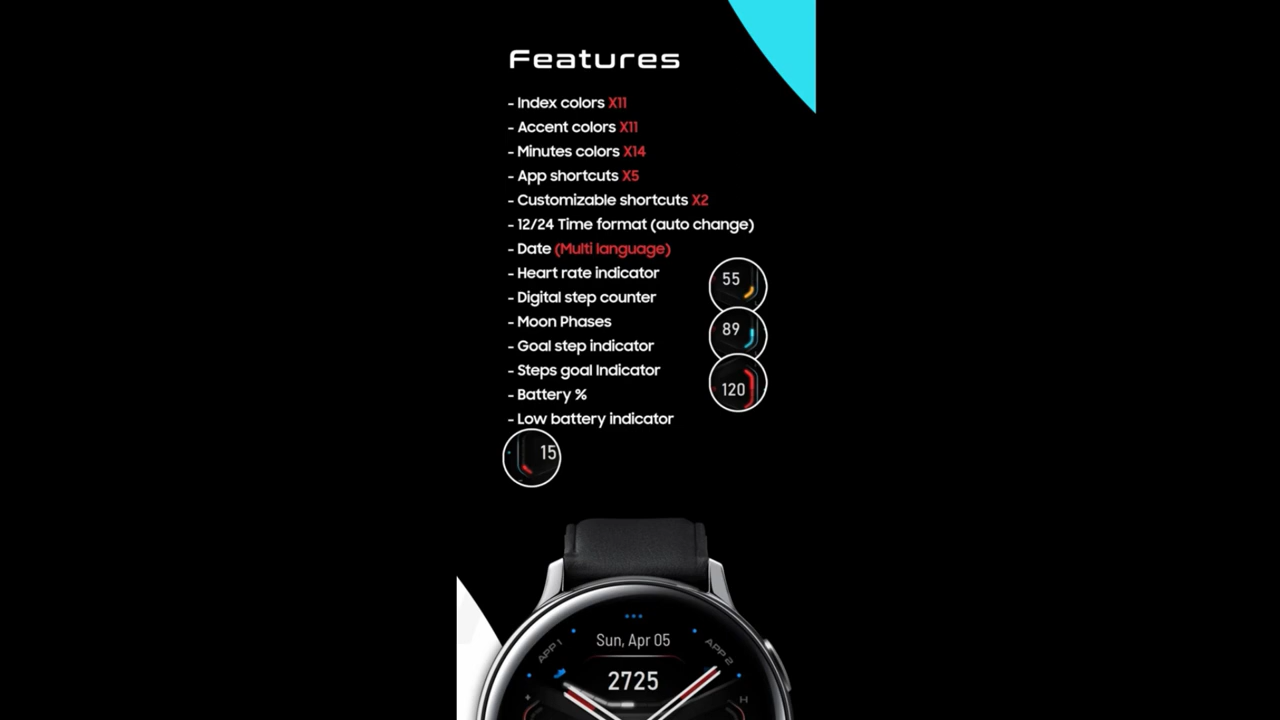 Features
- Index colors X11
- Accent colors X11
- Minutes colors X14
- App shortcuts X5
- Customizable shortcuts X2
- 12/24 Time format (auto change)
- Date (Multi language)
- Heart rate indicator
55
- Digital step counter
- Moon Phases
89
- Goal step indicator
- Steps goal Indicator
120
- Battery %
- Low battery indicator
15
Sun, Apr 05
APP 1
APP 2
2725
H